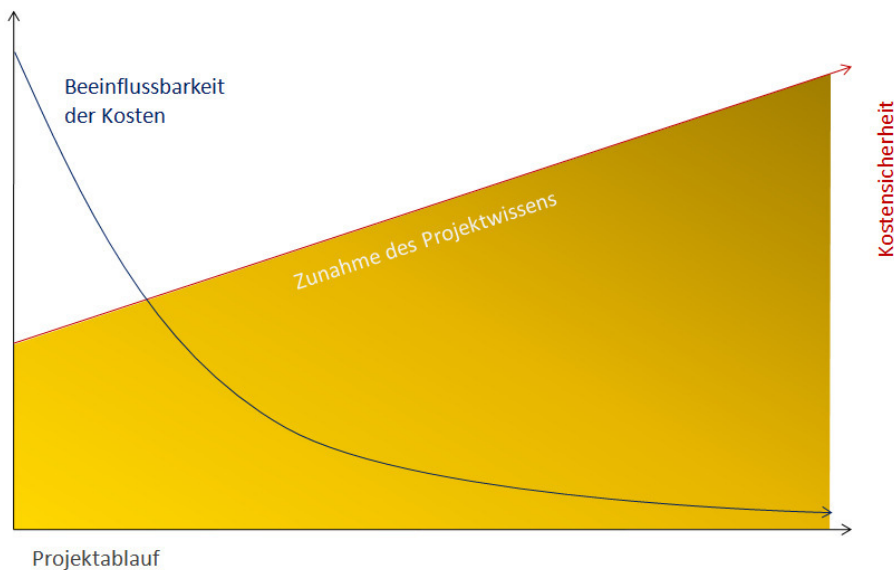 Beeinflussbarkeit
der Kosten
Zunahme des Projektwissens
Kostensicherheit
Projektablauf